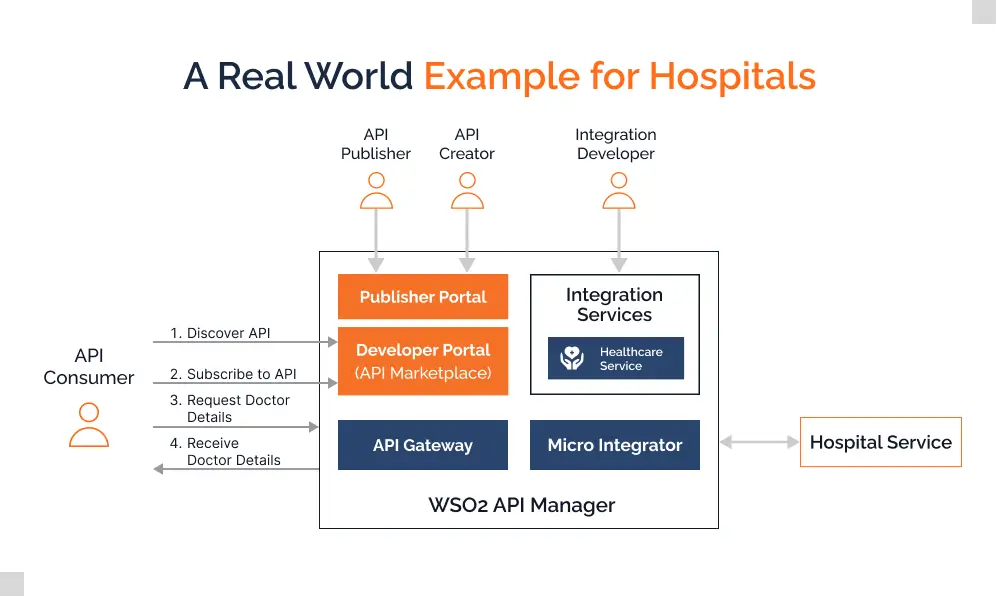 A Real World Example for Hospitals
API
Publisher
API
Creator
Integration
Developer
Publisher Portal
Developer Portal
(API Marketplace)
Integration
Services
Healthcare
Service
API
Consumer
1. Discover API
2. Subscribe to API
3. Request Doctor
Details
4. Receive
Doctor Details
API Gateway
Micro Integrator
Hospital Service
WSO2 API Manager